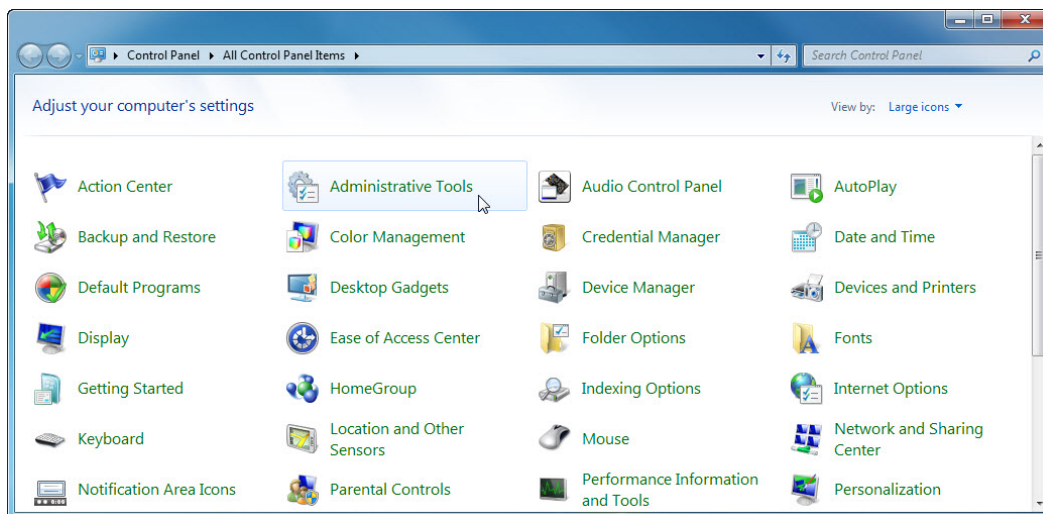 Control Panel All Control Panel Items Search Control Panel
Adjust your computer's settings View by: Large icons
Action Center Administrative Tools Audio Control Panel AutoPlay
Backup and Restore Color Management Credential Manager Date and Time
Default Programs Desktop Gadgets Device Manager Devices and Printers
Display Ease of Access Center Folder Options Fonts
Getting Started HomeGroup Indexing Options Internet Options
Keyboard Location and Other Sensors Mouse Network and Sharing Center
Notification Area Icons Parental Controls Performance Information and Tools Personalization